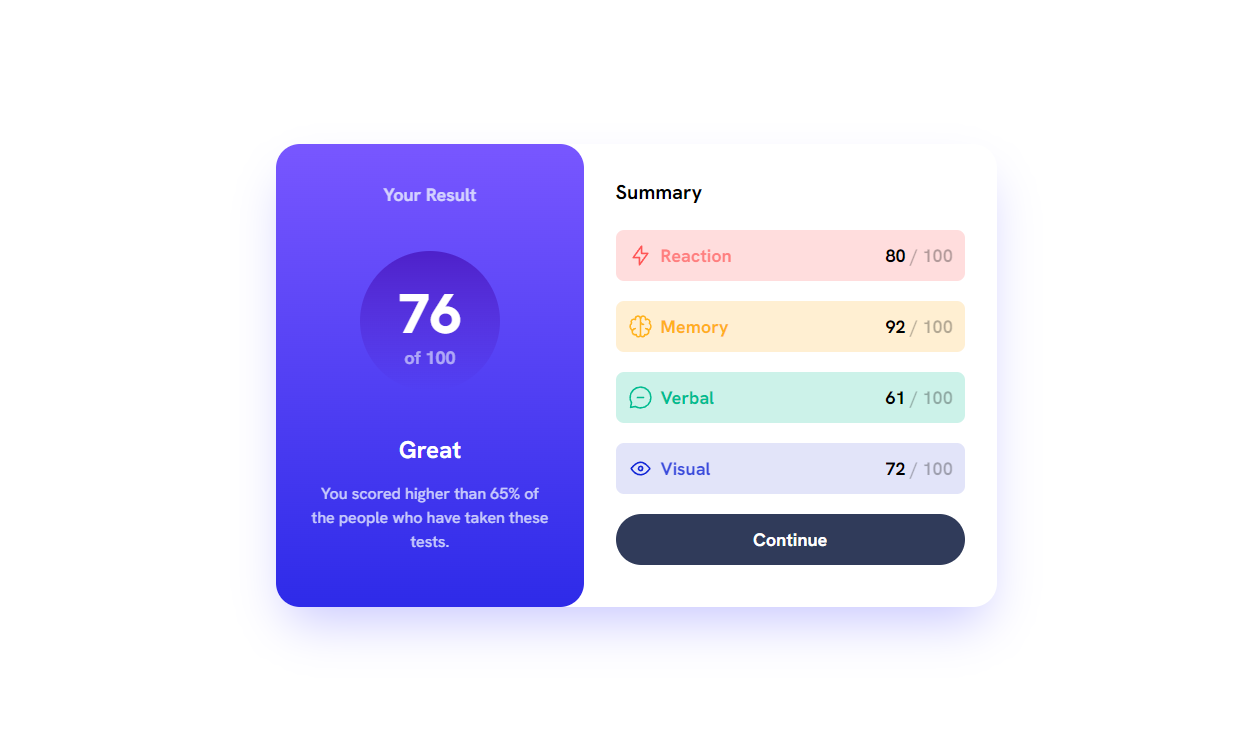 Your Result
76
of 100
Great
You scored higher than 65% of
the people who have taken these
tests.
Summary
Reaction 80 / 100
Memory 92 / 100
Verbal 61 / 100
Visual 72 / 100
Continue